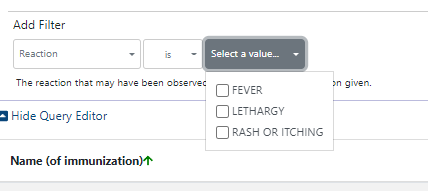 Add Filter
Reaction is Select a value...
The reaction that may have been observed on given.
FEVER
LETHARGY
RASH OR ITCHING
Hide Query Editor
Name (of immunization)